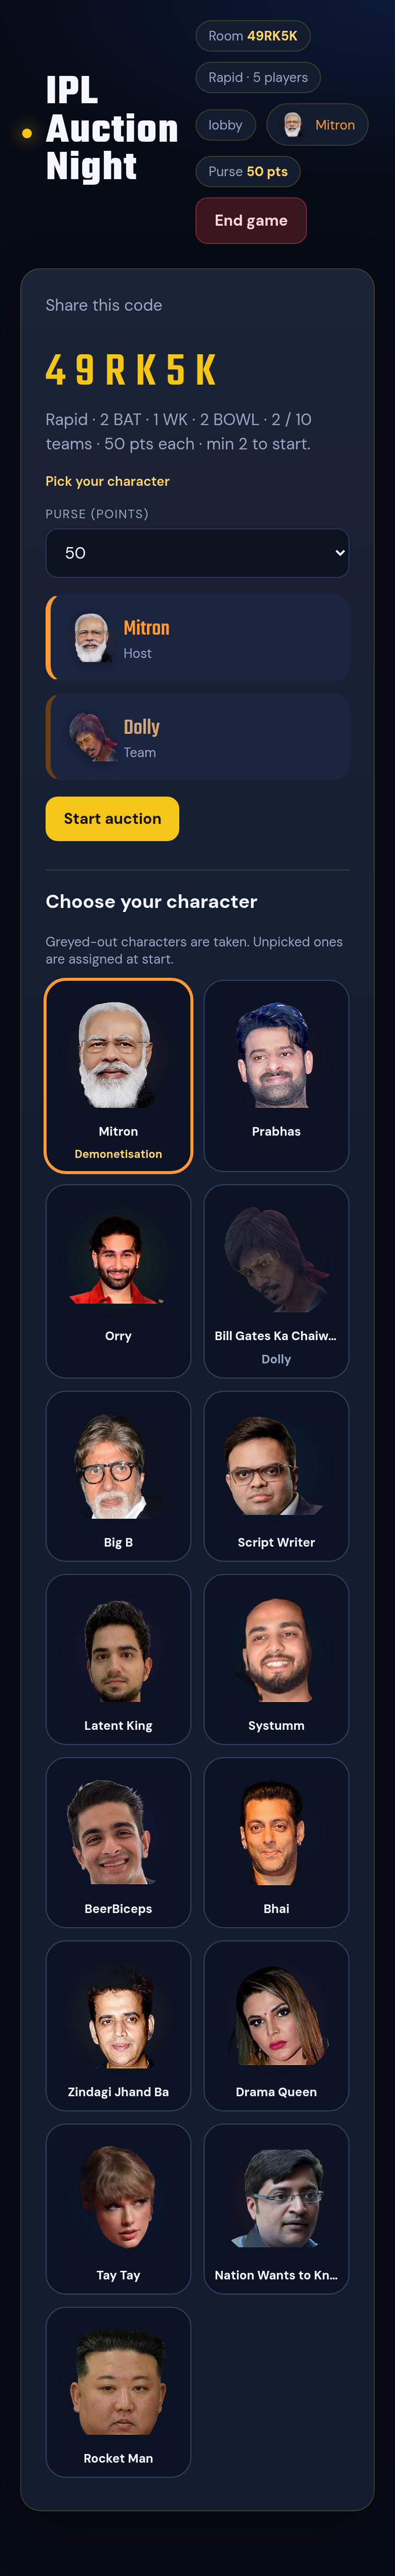 IPL
Auction
Night
Room 49RK5K
Rapid · 5 players
lobby
Mitron
Purse 50 pts
End game
Share this code
49RK5K
Rapid · 2 BAT · 1 WK · 2 BOWL · 2 / 10
teams · 50 pts each · min 2 to start.
Pick your character
PURSE (POINTS)
50
Mitron
Host
Dolly
Team
Start auction
Choose your character
Greyed-out characters are taken. Unpicked ones
are assigned at start.
Mitron
Demonetisation
Prabhas
Orry
Bill Gates Ka Chaiw...
Dolly
Big B
Script Writer
Latent King
Systumm
BeerBiceps
Bhai
Zindagi Jhand Ba
Drama Queen
Tay Tay
Nation Wants to Kn...
Rocket Man